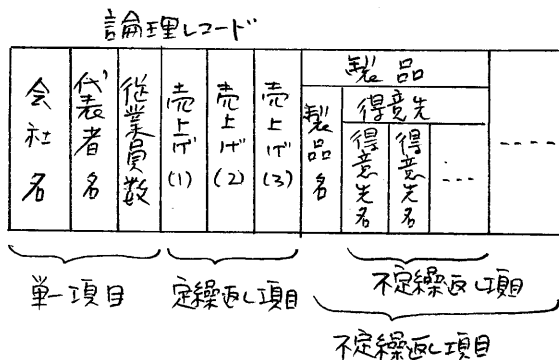 論理レコード
会社名
代表者名
従業員数
売上げ(1)
売上げ(2)
売上げ(3)
製品
製品名
得意先
得意先名
得意先名
...
----
単一項目
定繰返し項目
不定繰返し項目
不定繰返し項目